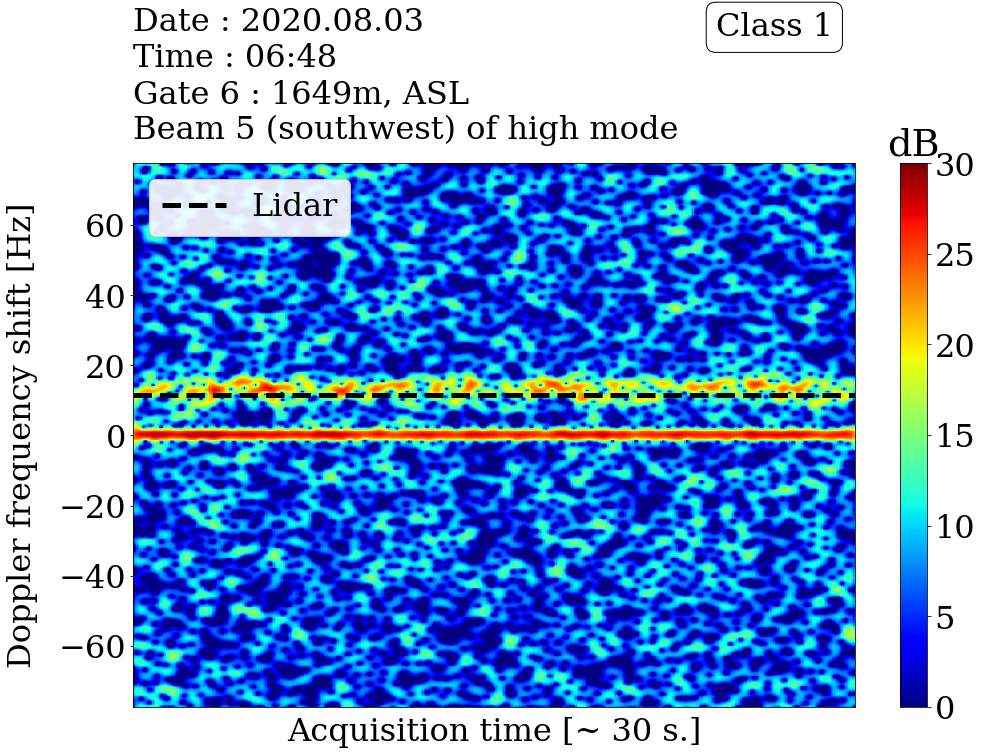 Date : 2020.08.03
Time : 06:48
Gate 6 : 1649m, ASL
Beam 5 (southwest) of high mode
Class 1
dB
Lidar
Doppler frequency shift [Hz]
60
40
20
0
−20
−40
−60
30
25
20
15
10
5
0
Acquisition time [~ 30 s.]